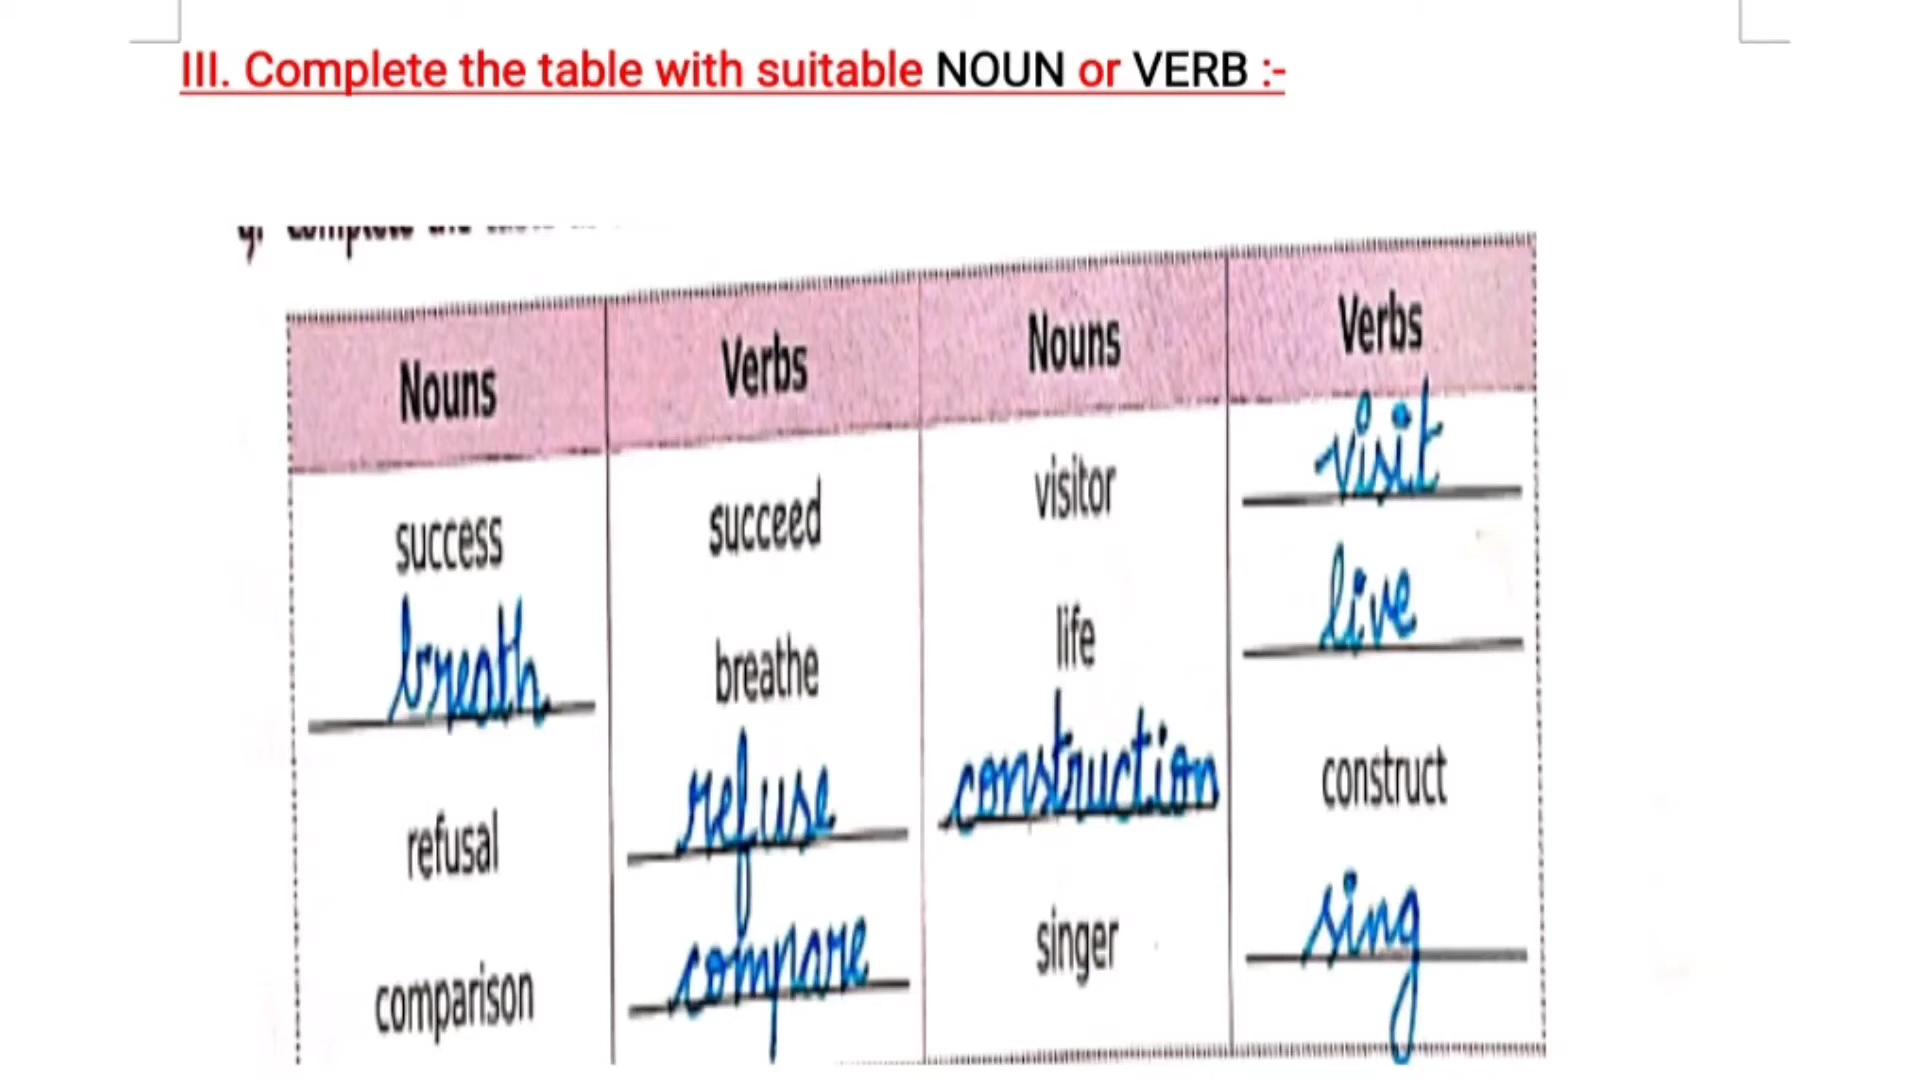 III. Complete the table with suitable NOUN or VERB :-
Nouns Verbs Nouns Verbs
success succeed visitor visit
breath breathe life live
refusal refuse construction construct
comparison compare singer sing